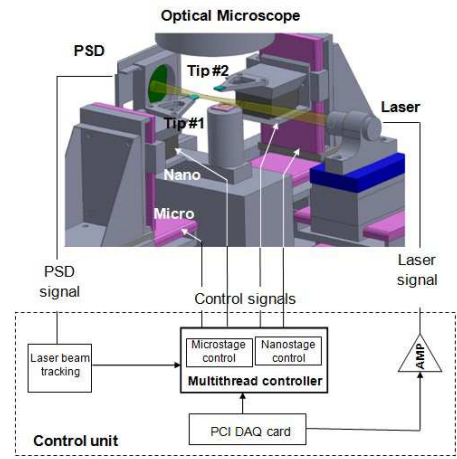 Optical Microscope
PSD
Tip #2
Laser
Tip #1
Nano
Micro
PSD
signal
Control signals
Laser
signal
Laser beam
tracking
Microstage
control
Nanostage
control
Multithread controller
AMP
PCI DAQ card
Control unit